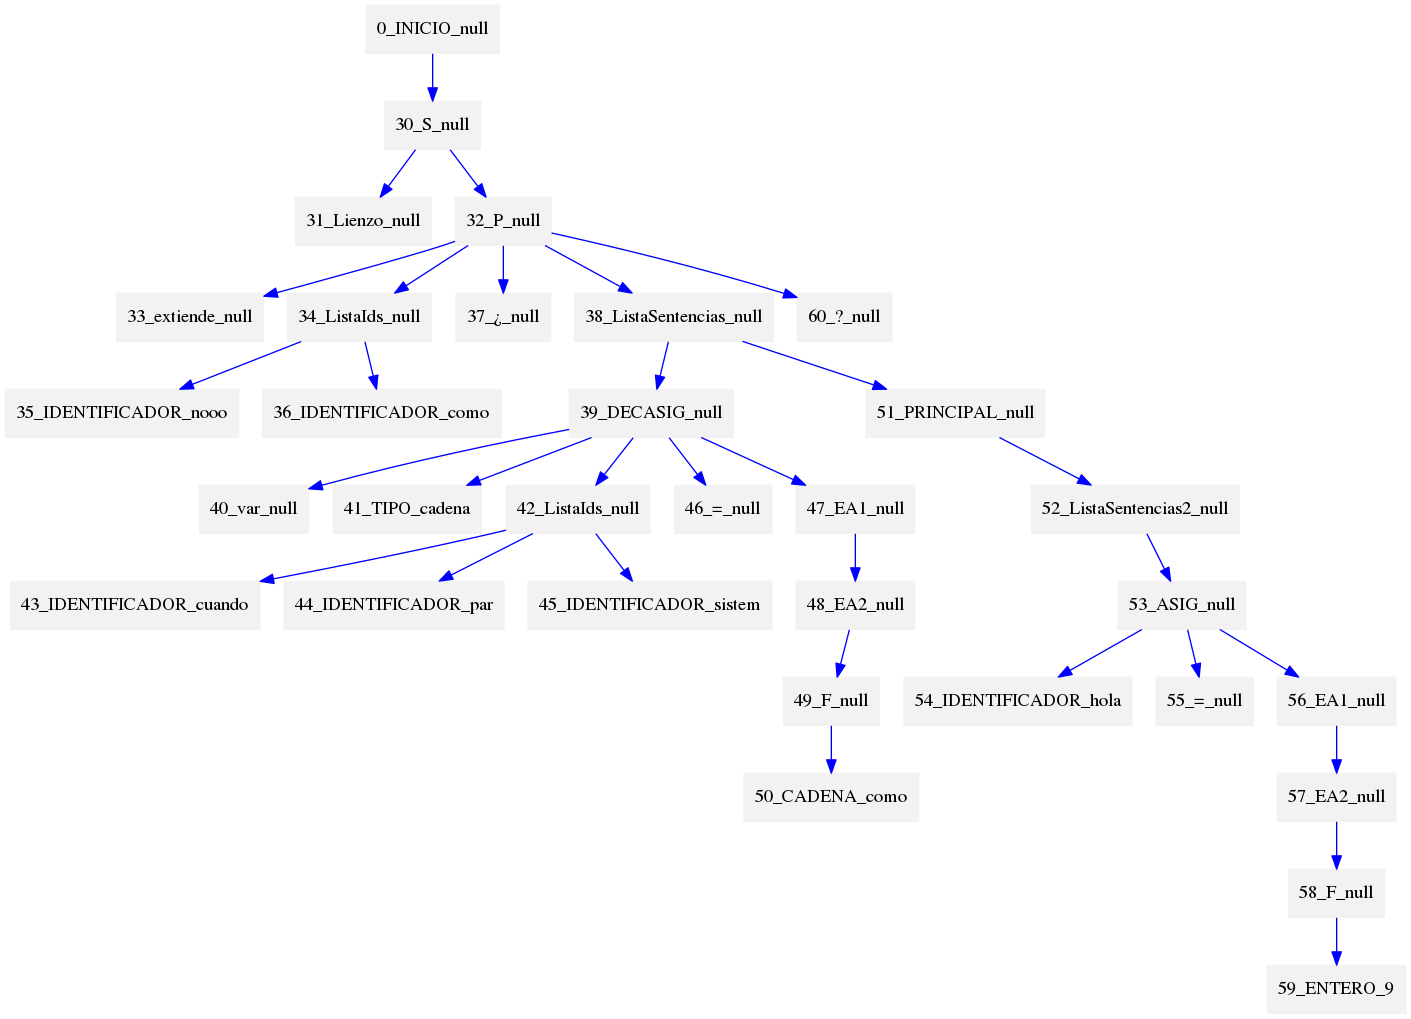 0_INICIO_null
30_S_null
31_Lienzo_null 32_P_null
33_extiende_null 34_ListaIds_null 37_¿_null 38_ListaSentencias_null 60_?_null
35_IDENTIFICADOR_nooo 36_IDENTIFICADOR_como 39_DECASIG_null 51_PRINCIPAL_null
40_var_null 41_TIPO_cadena 42_ListaIds_null 46_=_null 47_EA1_null 52_ListaSentencias2_null
43_IDENTIFICADOR_cuando 44_IDENTIFICADOR_par 45_IDENTIFICADOR_sistem 48_EA2_null 53_ASIG_null
49_F_null 54_IDENTIFICADOR_hola 55_=_null 56_EA1_null
50_CADENA_como 57_EA2_null
58_F_null
59_ENTERO_9